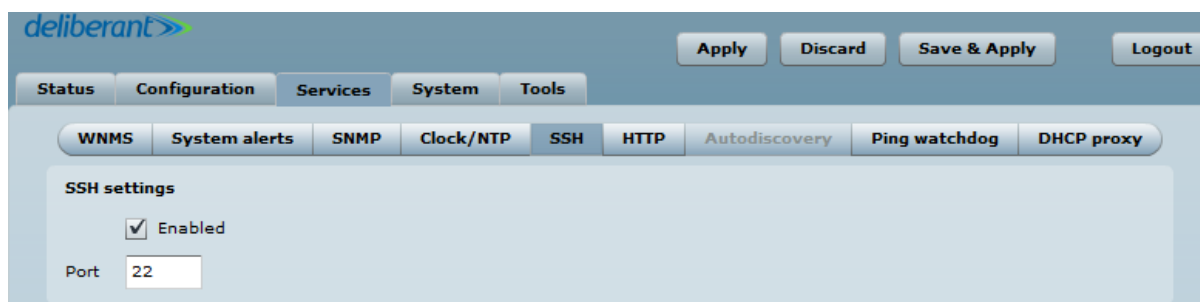 deliberant
Apply Discard Save & Apply Logout
Status Configuration Services System Tools
WNMS System alerts SNMP Clock/NTP SSH HTTP Autodiscovery Ping watchdog DHCP proxy
SSH settings
Enabled
Port 22